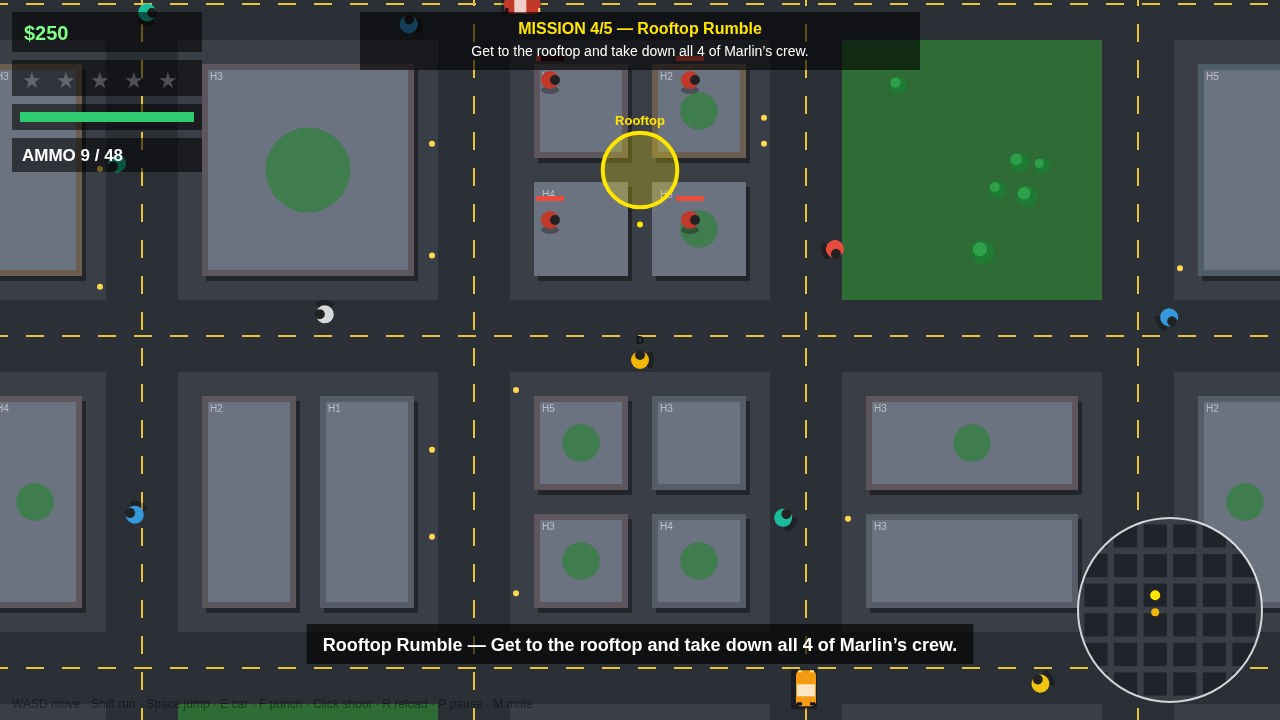 $250
★ ★ ★ ★ ★
AMMO 9 / 48
MISSION 4/5 — Rooftop Rumble
Get to the rooftop and take down all 4 of Marlin's crew.
H3
H3
H2
H5
Rooftop
H4
D
H4
H2
H1
H5
H3
H3
H2
H3
H4
H3
Rooftop Rumble — Get to the rooftop and take down all 4 of Marlin's crew.
WASD move · Shift run · Space jump · E car · F punch · Click shoot · R reload · P pause · M mute